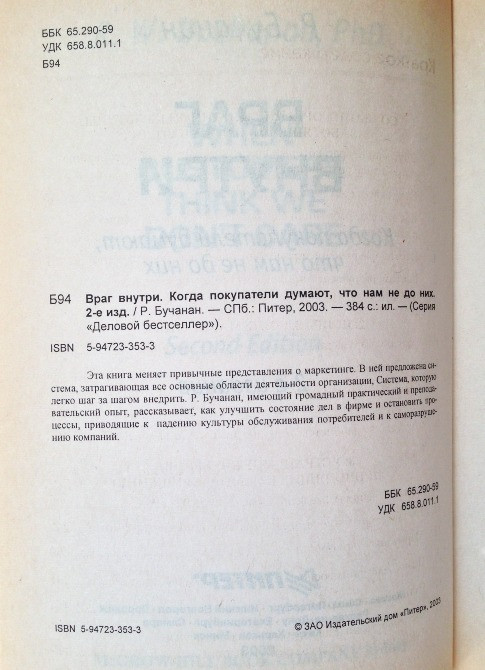 ББК 65.290-59
УДК 658.8.011.1
Б94
Б94 Враг внутри. Когда покупатели думают, что нам не до них.
2-е изд. / Р. Бучанан. — СПб.: Питер, 2003. — 384 с.: ил. — (Серия
«Деловой бестселлер»).
ISBN 5-94723-353-3
Эта книга меняет привычные представления о маркетинге. В ней предложена сис-
тема, затрагивающая все основные области деятельности организации, Система, которую
легко шаг за шагом внедрить. Р. Бучанан, имеющий громадный практический и препода-
вательский опыт, рассказывает, как улучшить состояние дел в фирме и остановить про-
цессы, приводящие к падению культуры обслуживания потребителей и к саморазруше-
нию компаний.
ББК 65.290-59
УДК 658.8.011.1
ISBN 5-94723-353-3
© ЗАО Издательский дом «Питер», 2003